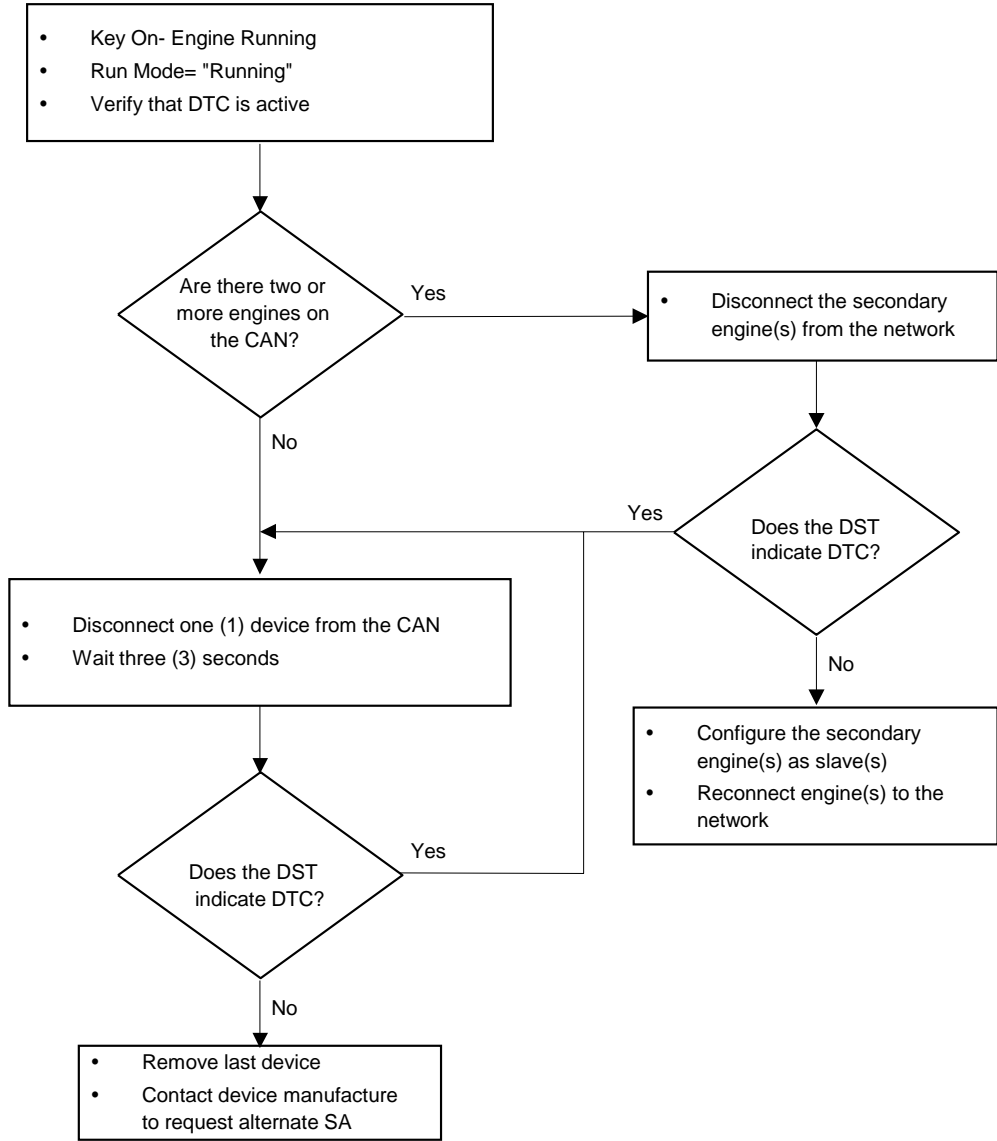 • Key On- Engine Running
• Run Mode= "Running"
• Verify that DTC is active
Are there two or
more engines on
the CAN?
Yes
No
• Disconnect the secondary
engine(s) from the network
Does the DST
indicate DTC?
Yes
No
• Configure the secondary
engine(s) as slave(s)
• Reconnect engine(s) to the
network
• Disconnect one (1) device from the CAN
• Wait three (3) seconds
Does the DST
indicate DTC?
Yes
No
• Remove last device
• Contact device manufacture
to request alternate SA